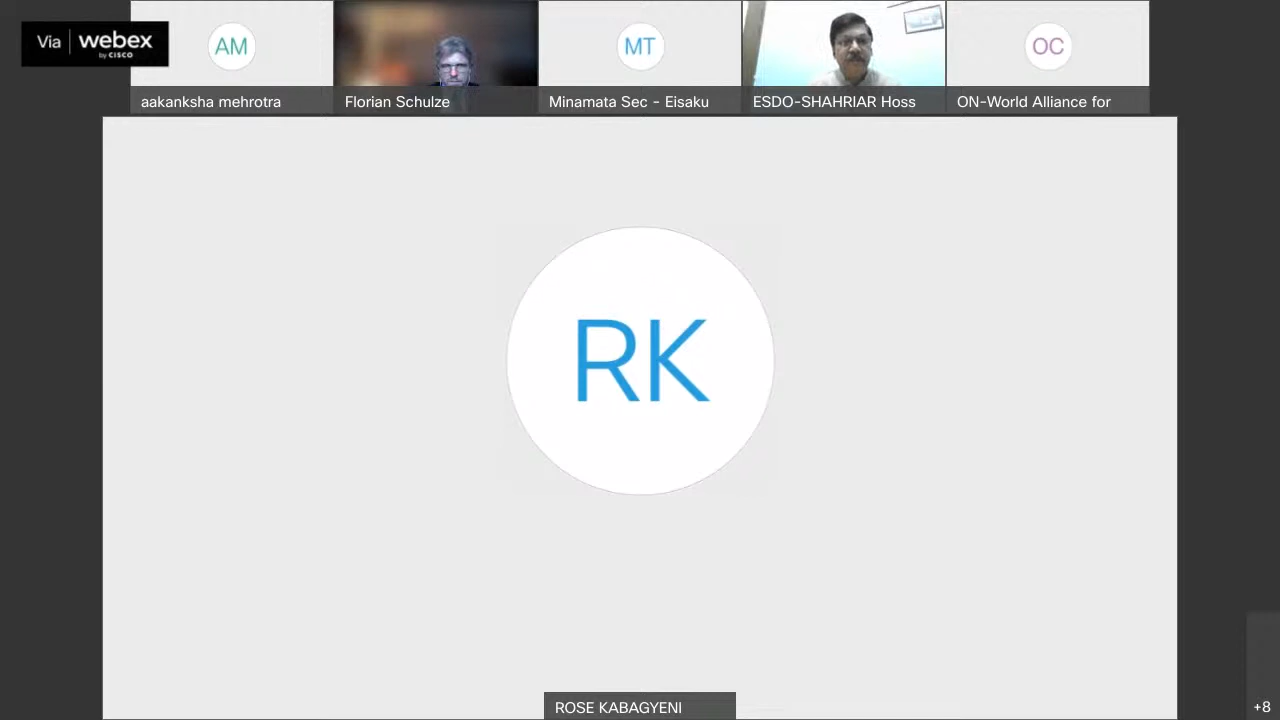 Via webex
by CISCO
AM
MT
OC
aakanksha mehrotra
Florian Schulze
Minamata Sec - Eisaku
ESDO-SHAHRIAR Hoss
ON-World Alliance for
RK
ROSE KABAGYENI
+8